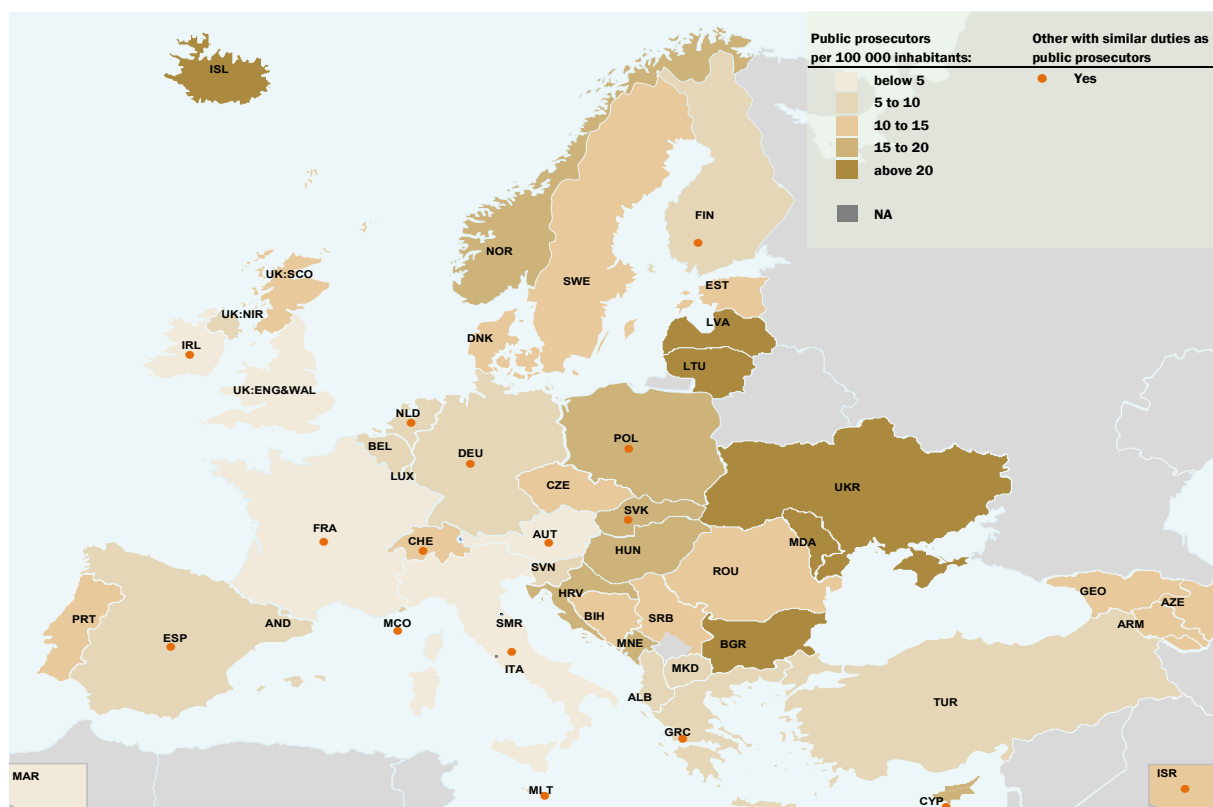 Public prosecutors
per 100 000 inhabitants:
below 5
5 to 10
10 to 15
15 to 20
above 20
NA
Other with similar duties as
public prosecutors
Yes
ISL
FIN
NOR
UK:SCO
SWE
EST
UK:NIR
LVA
DNK
IRL
LTU
UK:ENG&WAL
NLD
BEL
POL
DEU
LUX
CZE
UKR
SVK
FRA
CHE
AUT
MDA
HUN
SVN
ROU
HRV
GEO
AZE
PRT
AND
MCO
SMR
BIH
SRB
ARM
ESP
MNE
BGR
ITA
MKD
ALB
TUR
GRC
MAR
ISR
MLT
CYP